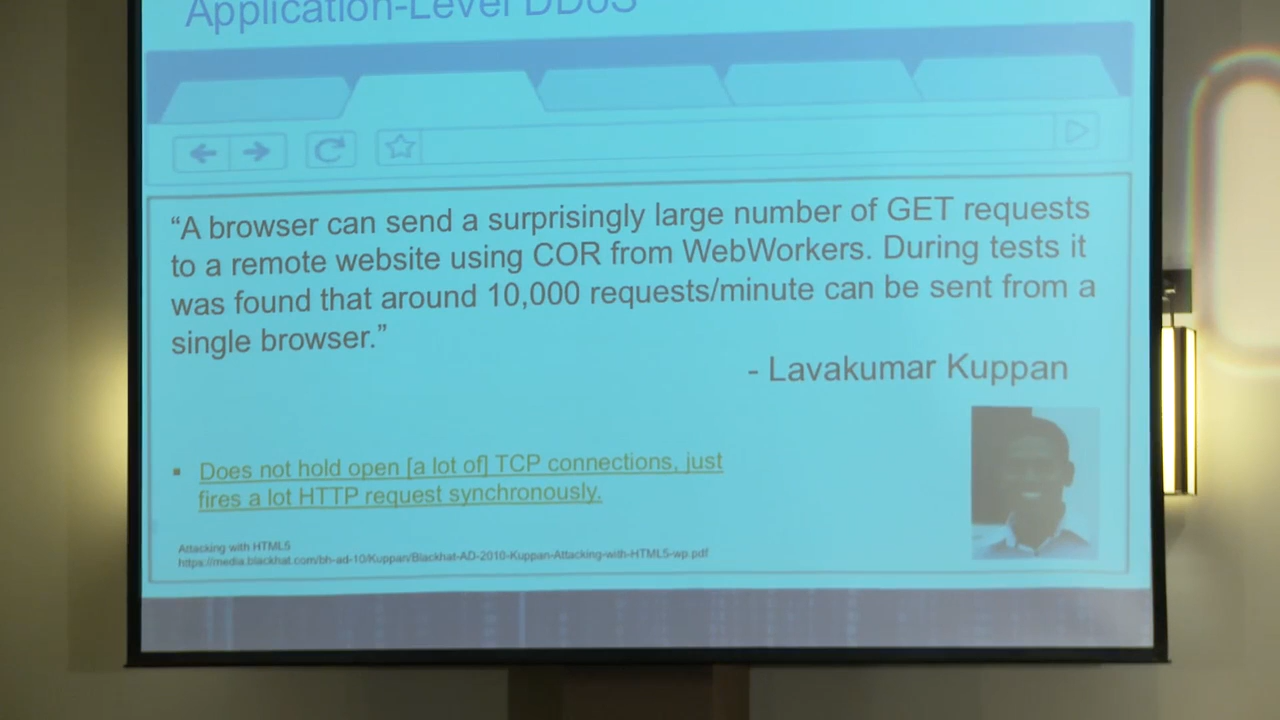 Application-Level DDoS
“A browser can send a surprisingly large number of GET requests
to a remote website using COR from WebWorkers. During tests it
was found that around 10,000 requests/minute can be sent from a
single browser.”
- Lavakumar Kuppan
▪ Does not hold open [a lot of] TCP connections, just
fires a lot HTTP request synchronously.
Attacking with HTML5
https://media.blackhat.com/bh-ad-10/Kuppan/Blackhat-AD-2010-Kuppan-Attacking-with-HTML5-wp.pdf